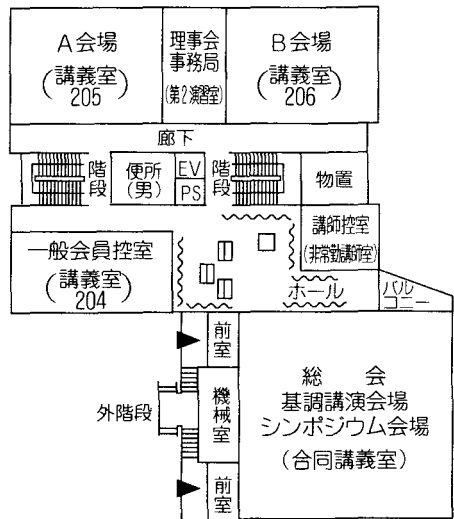 A会場
(講義室)
205
理事会
事務局
(第2演習室)
B会場
(講義室)
206
廊下
階段
便所
(男)
EV
PS
階段
物置
講師控室
(非常勤講師室)
一般会員控室
(講義室)
204
ホール
バル
コニー
前室
総会
基調講演会場
シンポジウム会場
(合同講義室)
機械室
外階段
前室